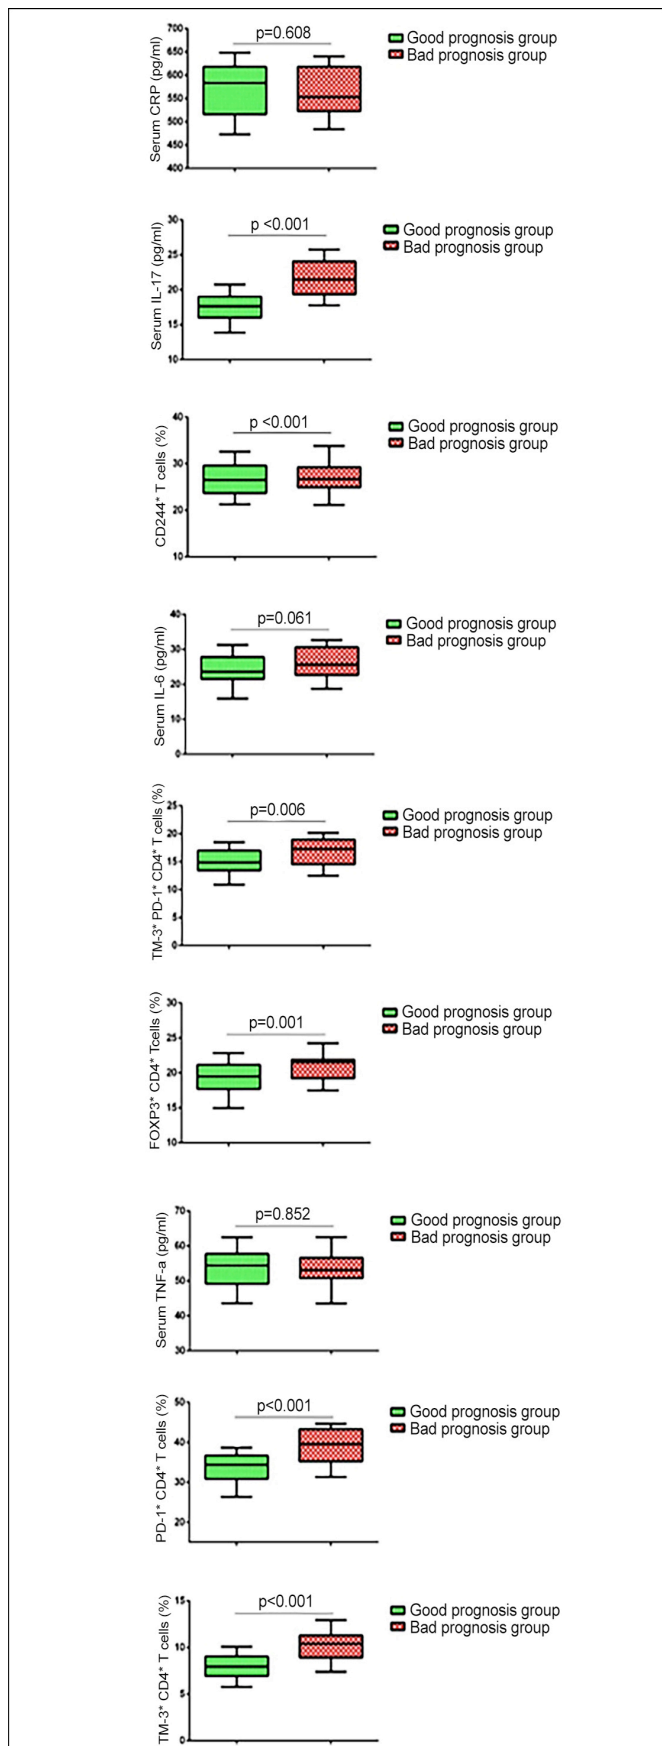 700
p=0.608
Good prognosis group
650
Bad prognosis group
600
550
500
450
400
Serum CRP (pg/ml)
30
p <0.001
Good prognosis group
25
Bad prognosis group
20
15
10
Serum IL-17 (pg/ml)
40
p <0.001
Good prognosis group
Bad prognosis group
30
20
10
CD244* T cells (%)
40
p=0.061
Good prognosis group
Bad prognosis group
30
20
10
0
Serum IL-6 (pg/ml)
25
p=0.006
Good prognosis group
20
Bad prognosis group
15
10
5
0
TM-3* PD-1* CD4* T cells (%)
30
p=0.001
Good prognosis group
Bad prognosis group
25
20
15
10
FOXP3* CD4* Tcells (%)
70
p=0.852
Good prognosis group
Bad prognosis group
60
50
40
30
Serum TNF-a (pg/ml)
50
p<0.001
Good prognosis group
Bad prognosis group
40
30
20
PD-1* CD4* T cells (%)
15
p<0.001
Good prognosis group
Bad prognosis group
10
5
0
TM-3* CD4* T cells (%)